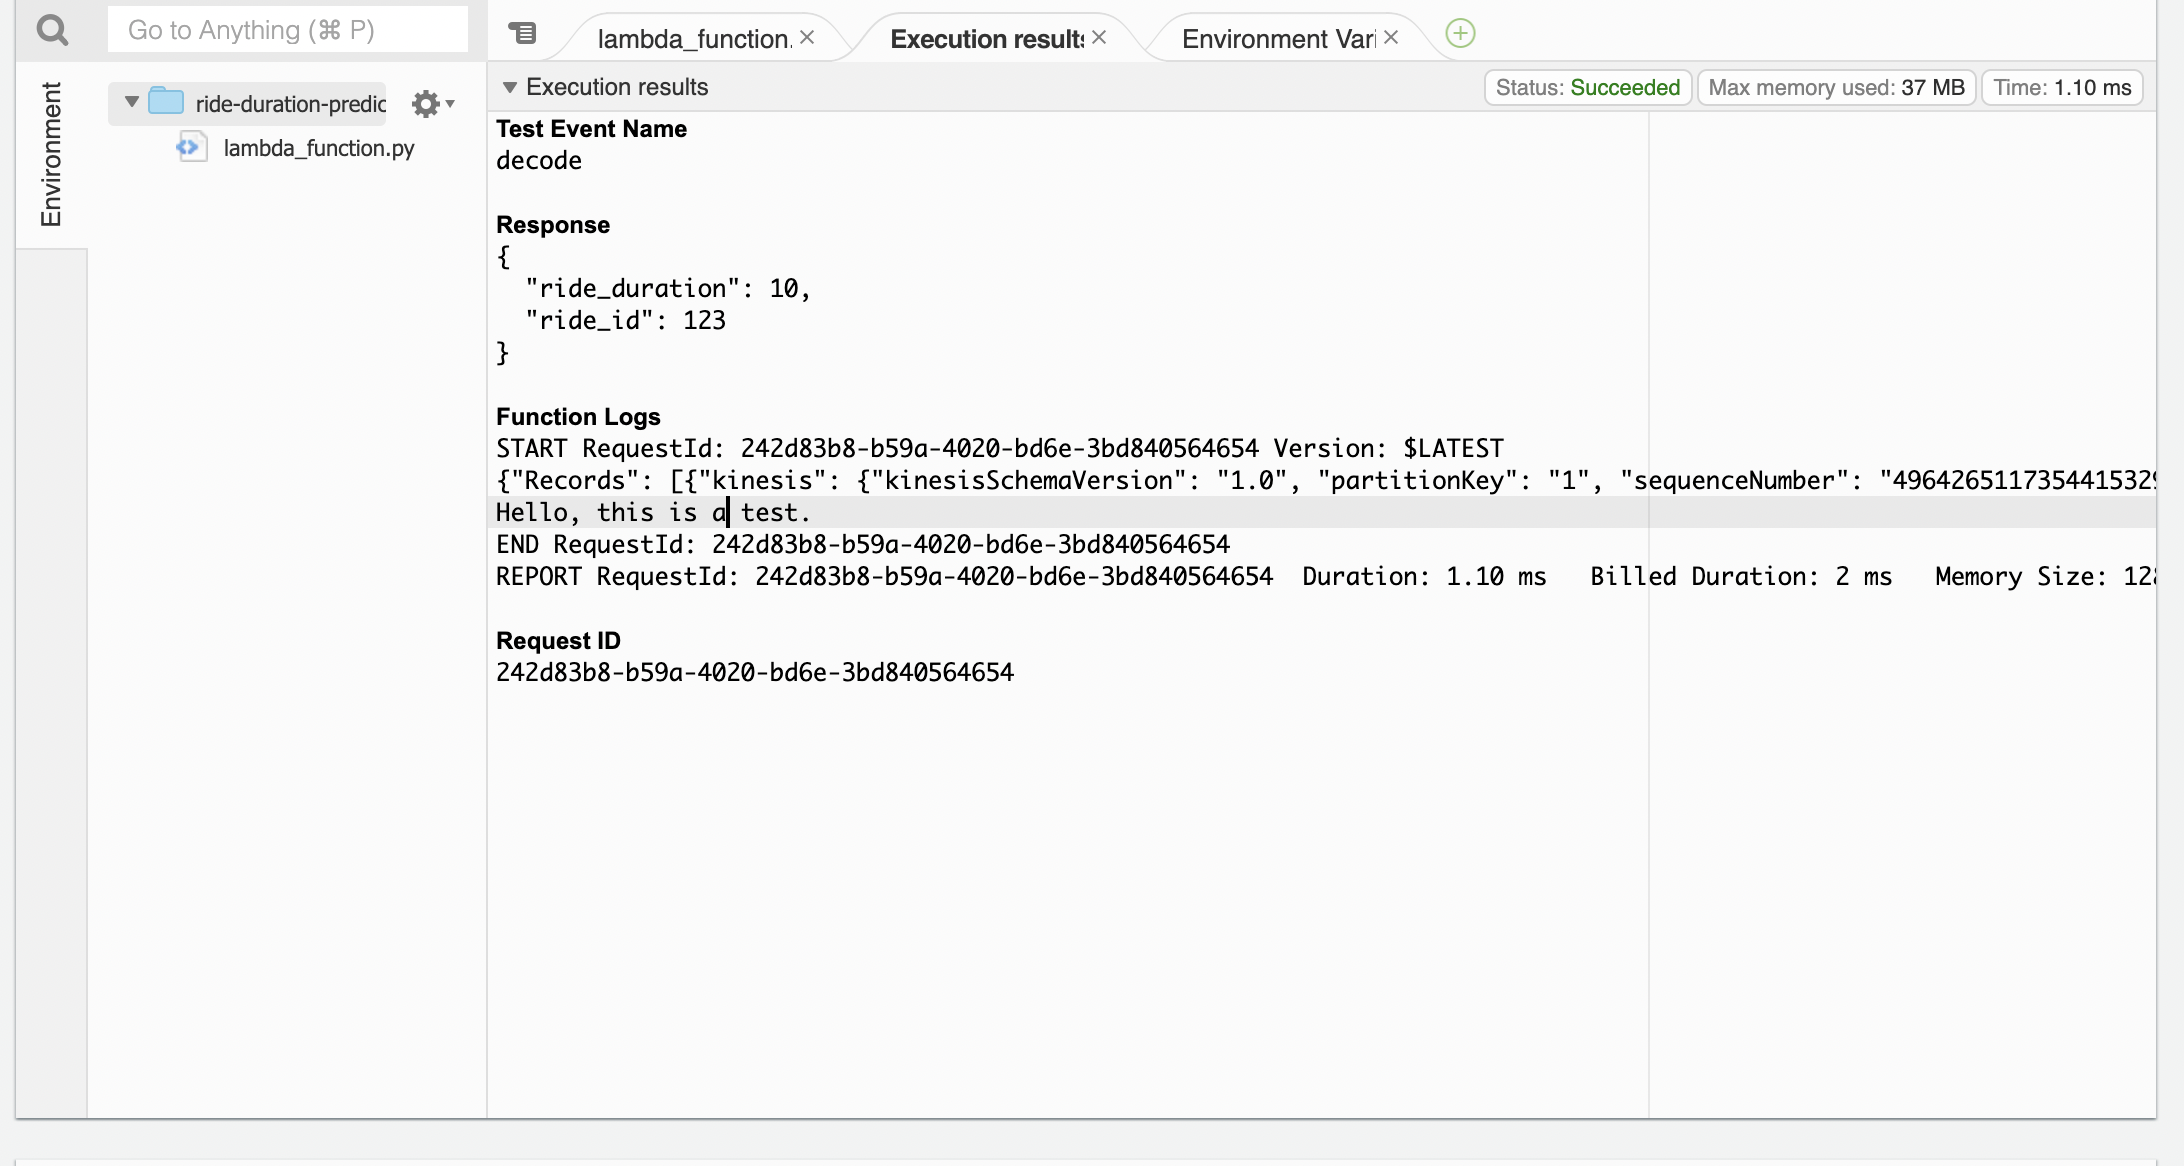 Go to Anything (⌘ P)
lambda_function.
Execution results
Environment Vari
Environment
ride-duration-predic
lambda_function.py
Execution results
Status: Succeeded
Max memory used: 37 MB
Time: 1.10 ms
Test Event Name
decode
Response
{
"ride_duration": 10,
"ride_id": 123
}
Function Logs
START RequestId: 242d83b8-b59a-4020-bd6e-3bd840564654 Version: $LATEST
{"Records": [{"kinesis": {"kinesisSchemaVersion": "1.0", "partitionKey": "1", "sequenceNumber": "4964265117354415329
Hello, this is a test.
END RequestId: 242d83b8-b59a-4020-bd6e-3bd840564654
REPORT RequestId: 242d83b8-b59a-4020-bd6e-3bd840564654 Duration: 1.10 ms Billed Duration: 2 ms Memory Size: 128
Request ID
242d83b8-b59a-4020-bd6e-3bd840564654